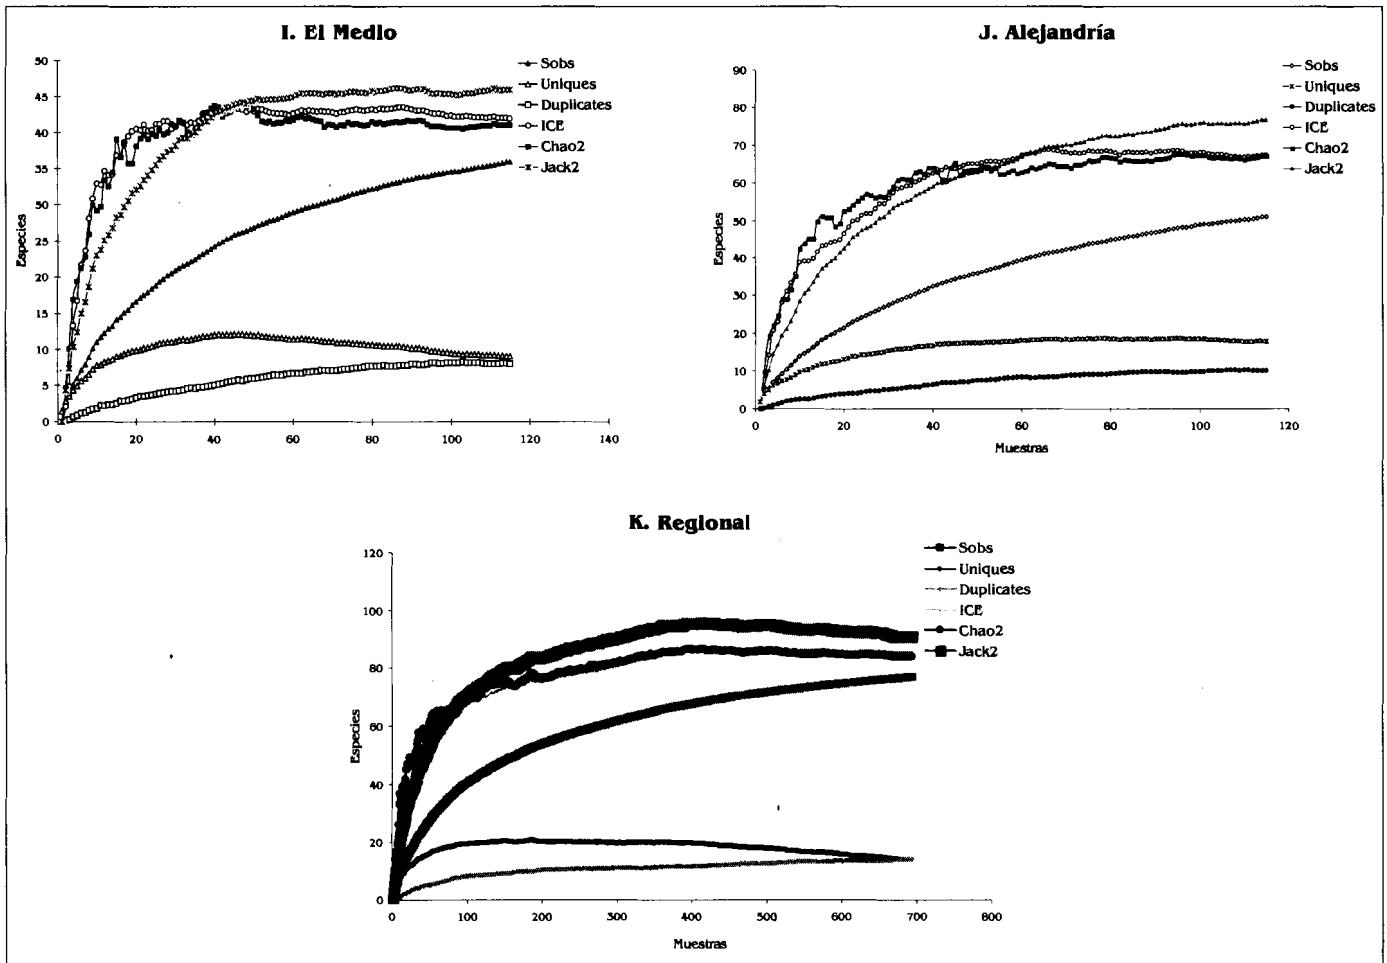 I. El Medio
50
45
40
35
30
25
20
15
10
5
0
Especies
0 20 40 60 80 100 120 140
Sobs
Uniques
Duplicates
ICE
Chao2
Jack2
J. Alejandría
90
80
70
60
50
40
30
20
10
0
Especies
0 20 40 60 80 100 120
Muestras
Sobs
Uniques
Duplicates
ICE
Chao2
Jack2
K. Regional
120
100
80
60
40
20
0
Especies
0 100 200 300 400 500 600 700 800
Muestras
Sobs
Uniques
Duplicates
ICE
Chao2
Jack2